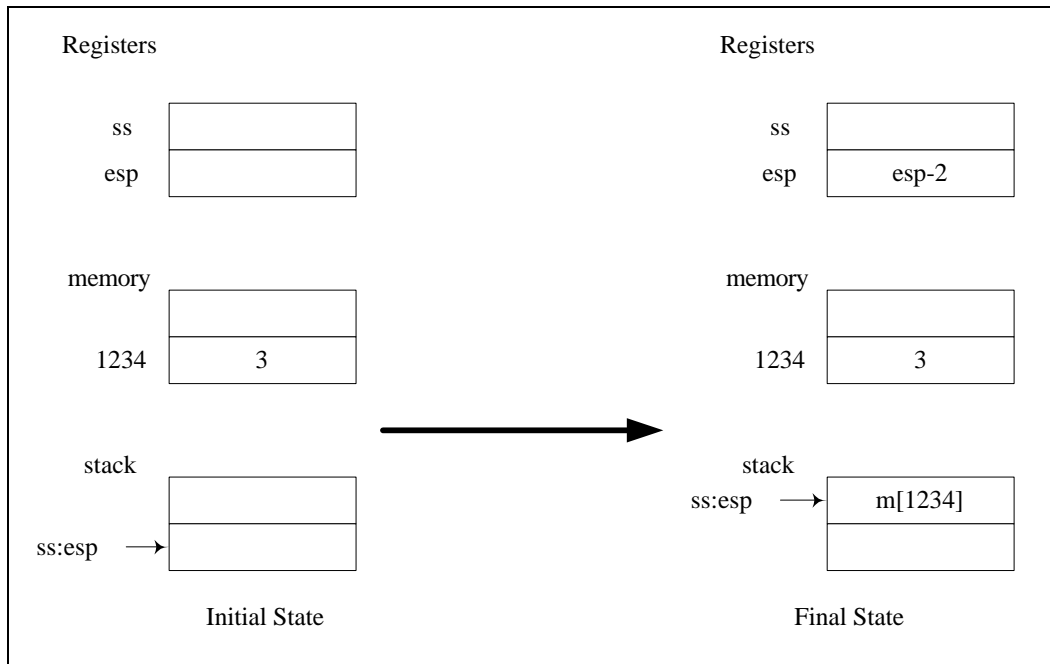 Registers
ss
esp
memory
1234 3
stack
ss:esp
Initial State
Registers
ss
esp esp-2
memory
1234 3
stack
ss:esp m[1234]
Final State